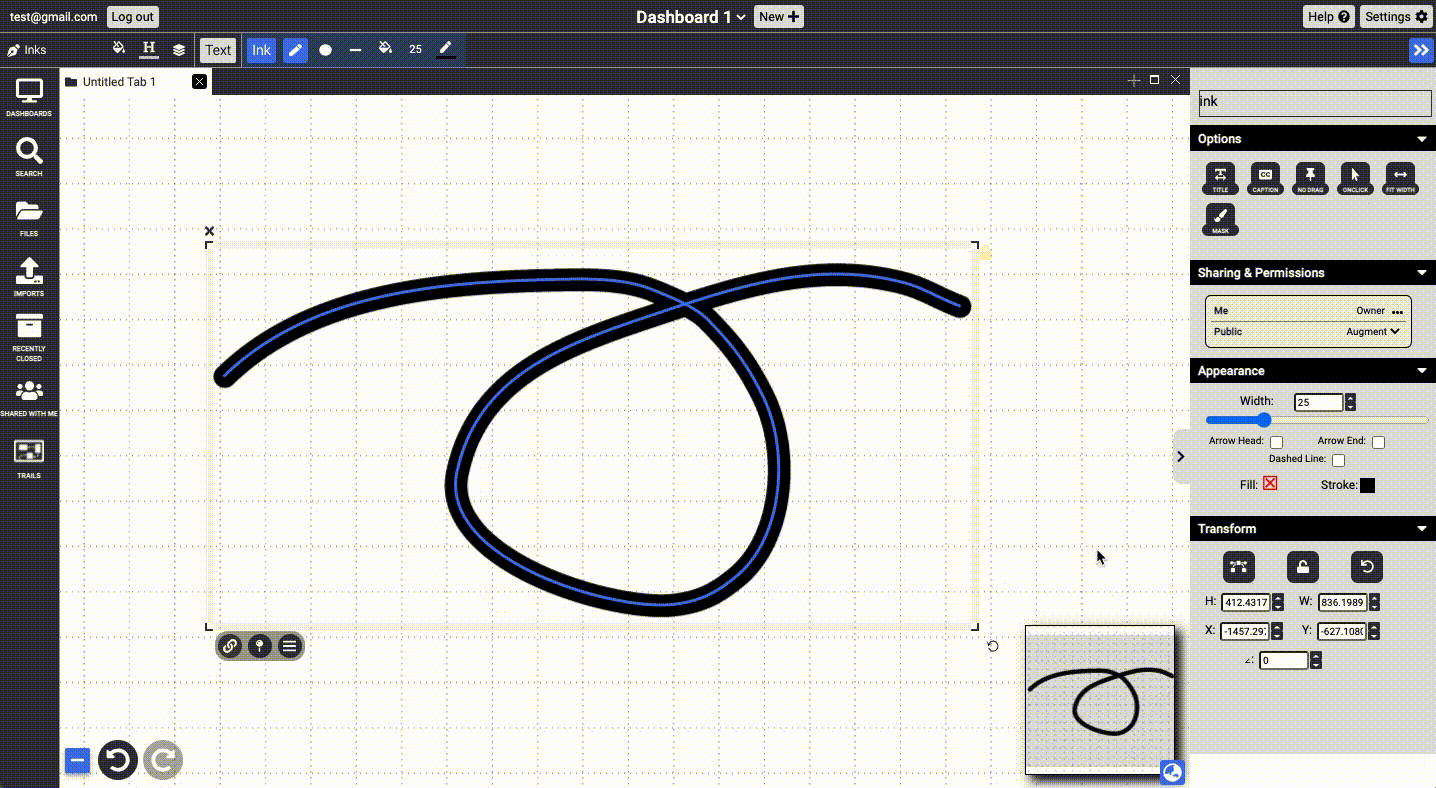 test@gmail.com Log out Dashboard 1 New Help Settings
Inks H Text Ink 25
Untitled Tab 1
DASHBOARDS
SEARCH
FILES
IMPORTS
RECENTLY
CLOSED
SHARED WITH ME
TRAILS
ink
Options
TITLE CAPTION NO DRAG ONCLICK FIT WIDTH
MASK
Sharing & Permissions
Me Owner
Public Augment
Appearance
Width: 25
Arrow Head: Arrow End:
Dashed Line:
Fill: Stroke:
Transform
H: 412.4317 W: 836.1989
X: -1457.29 Y: -627.108
∠: 0